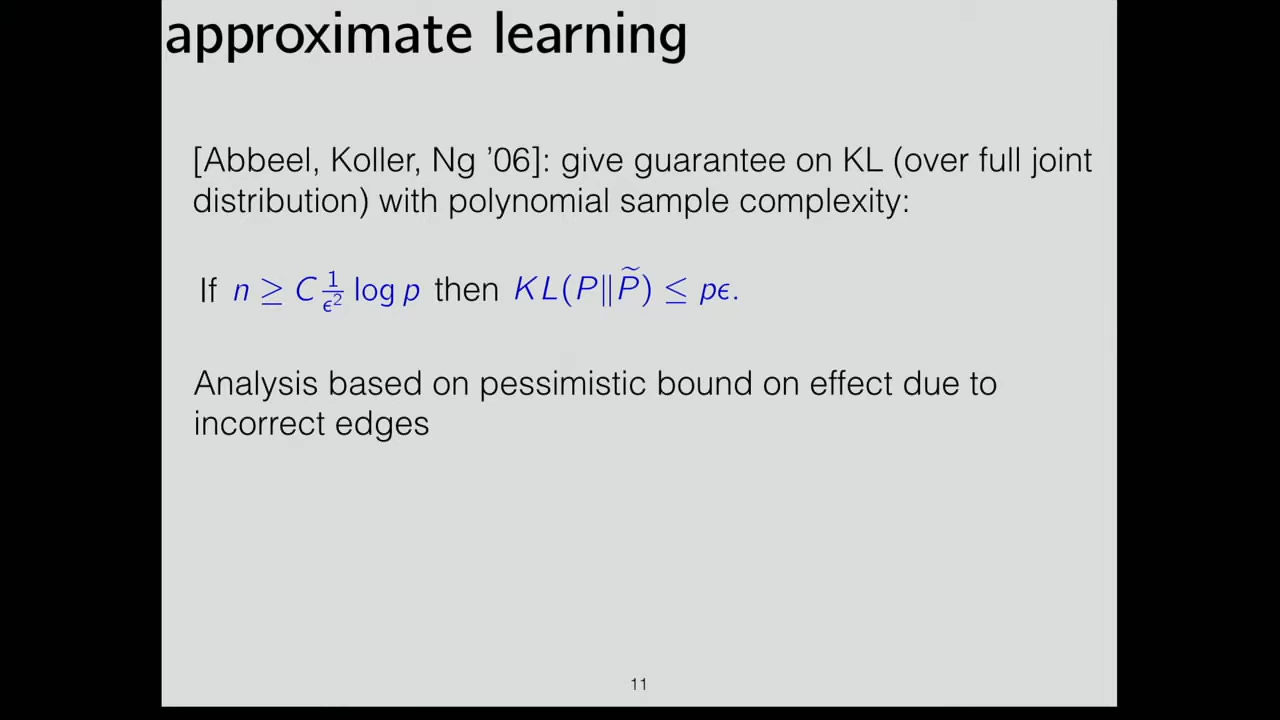 approximate learning
[Abbeel, Koller, Ng ’06]: give guarantee on KL (over full joint
distribution) with polynomial sample complexity:
If n ≥ C 1/ϵ² log p then KL(P∥P̃) ≤ pϵ.
Analysis based on pessimistic bound on effect due to
incorrect edges
11